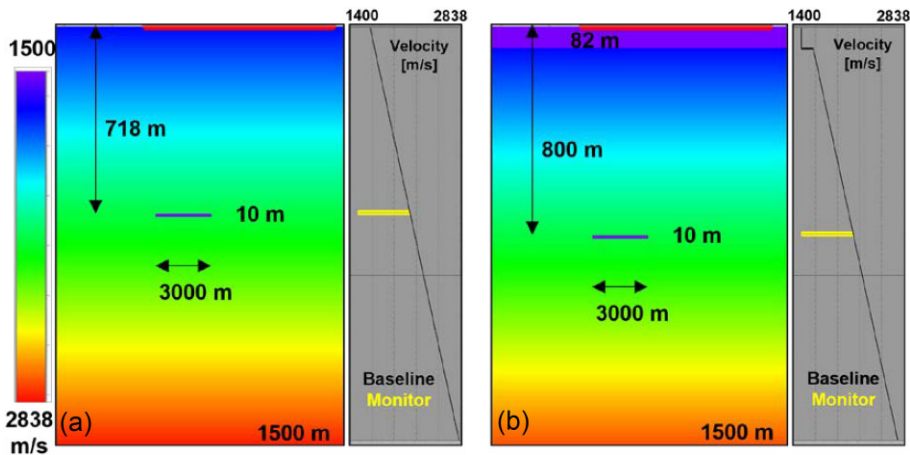 1400 2838
1400 2838
1500
82 m
Velocity
[m/s]
Velocity
[m/s]
718 m
800 m
10 m
10 m
3000 m
3000 m
Baseline
Monitor
Baseline
Monitor
2838
m/s
(a)
1500 m
(b)
1500 m